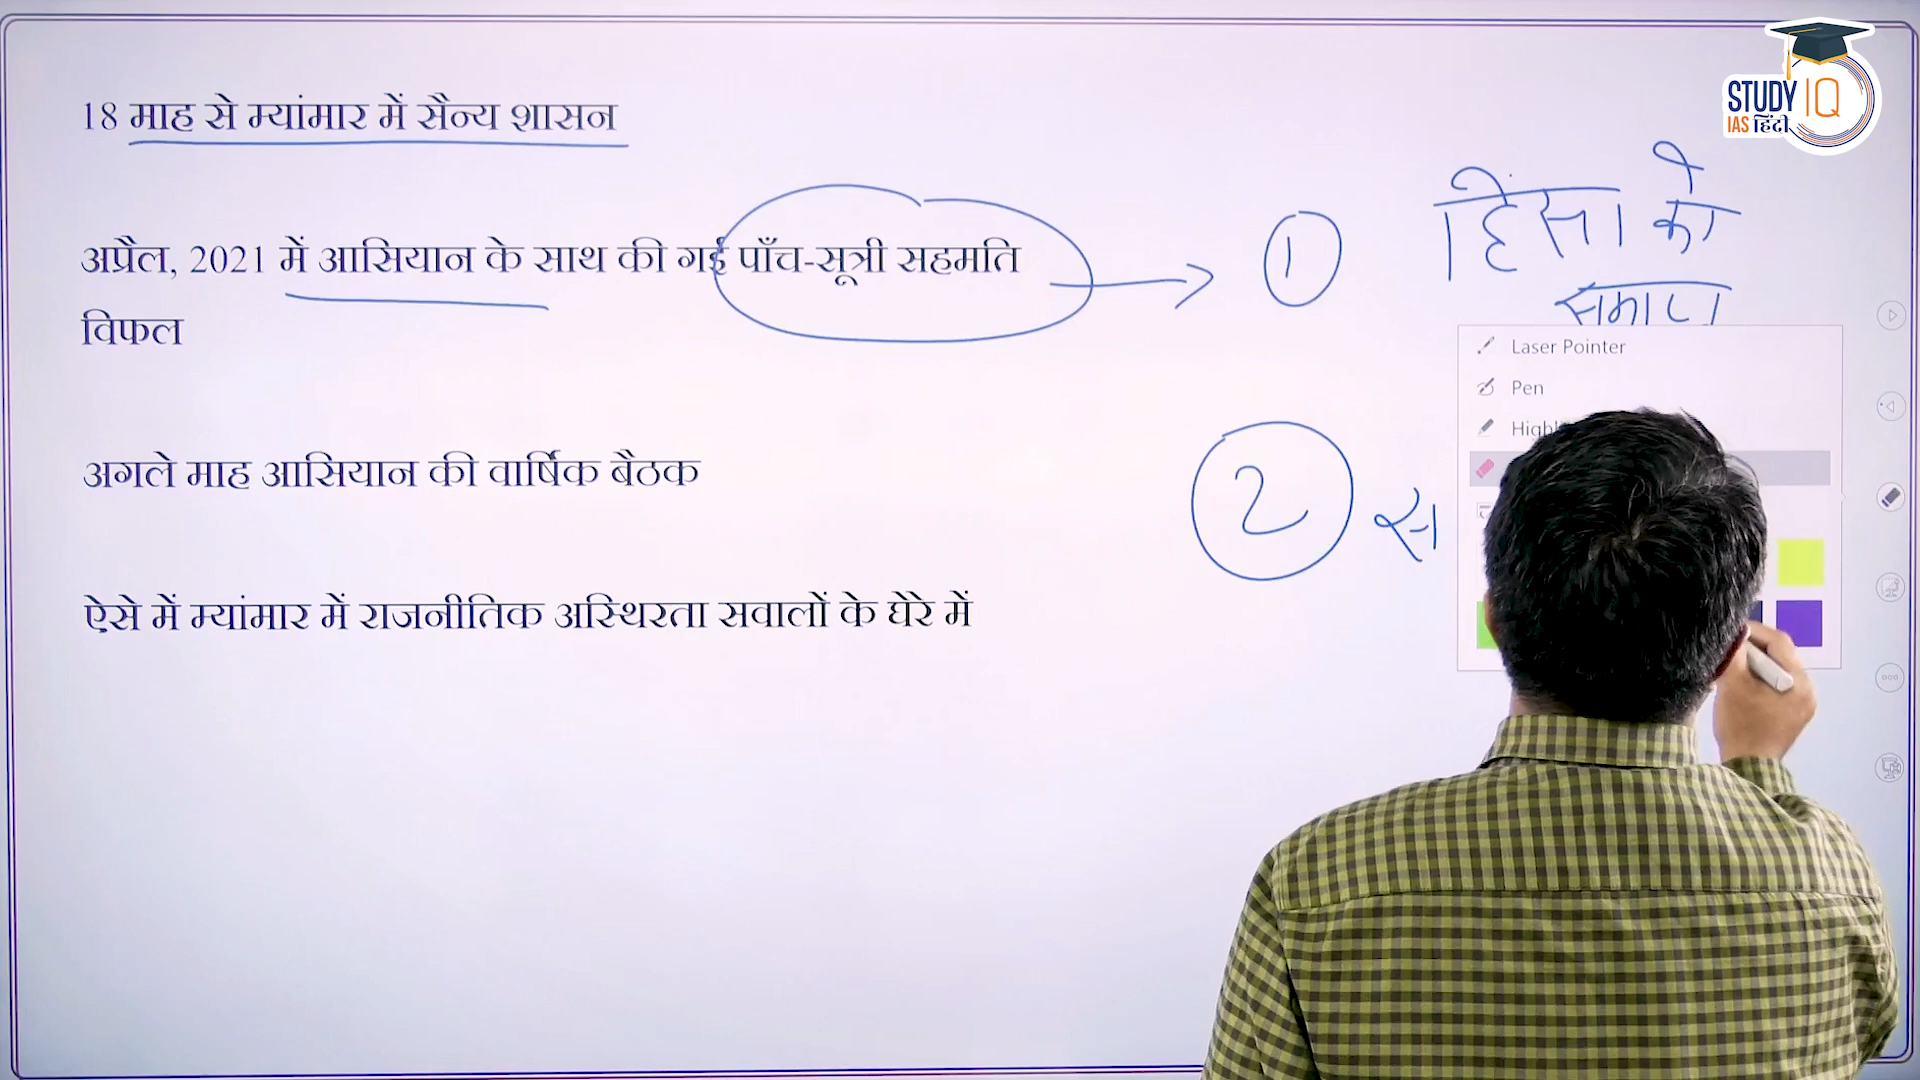 STUDY IQ
IAS हिंदी
18 माह से म्यांमार में सैन्य शासन
अप्रैल, 2021 में आसियान के साथ की गई पाँच-सूत्री सहमति
विफल
अगले माह आसियान की वार्षिक बैठक
ऐसे में म्यांमार में राजनीतिक अस्थिरता सवालों के घेरे में
1 हिंसा को
2 स
Laser Pointer
Pen